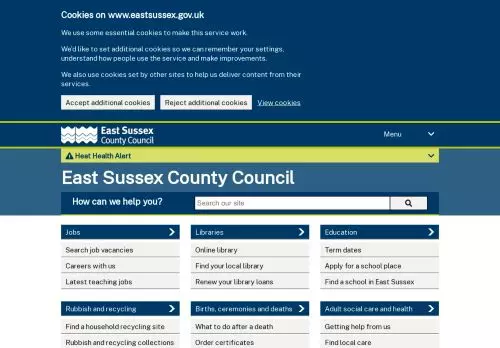 Cookies on www.eastsussex.gov.uk
We use some essential cookies to make this service work.
We'd like to set additional cookies so we can remember your settings,
understand how people use the service and make improvements.
We also use cookies set by other sites to help us deliver content from their
services.
Accept additional cookies Reject additional cookies View cookies
East Sussex
County Council
Menu
Heat Health Alert
East Sussex County Council
How can we help you? Search our site
Jobs Libraries Education
Search job vacancies Online library Term dates
Careers with us Find your local library Apply for a school place
Latest teaching jobs Renew your library loans Find a school in East Sussex
Rubbish and recycling Births, ceremonies and deaths Adult social care and health
Find a household recycling site What to do after a death Getting help from us
Rubbish and recycling collections Order certificates Find local care